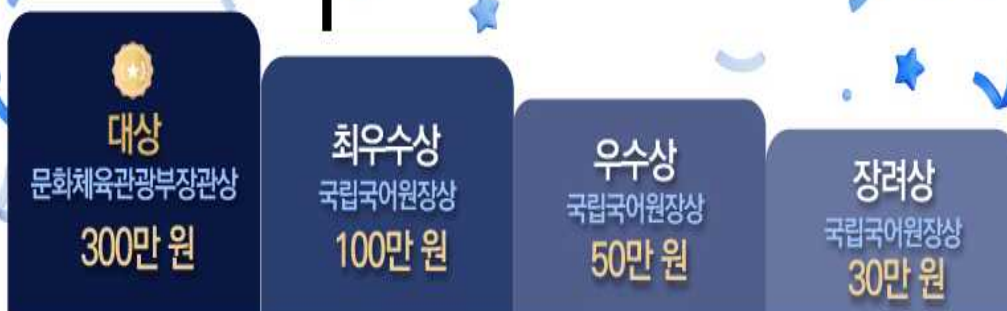 대상
문화체육관광부장관상
300만 원
최우수상
국립국어원장상
100만 원
우수상
국립국어원장상
50만 원
장려상
국립국어원장상
30만 원